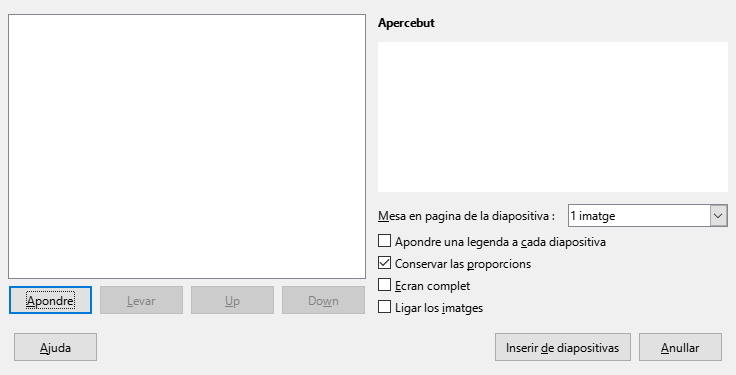 Apercebut
Mesa en pagina de la diapositiva :
1 imatge
Apondre una legenda a cada diapositiva
Conservar las proporcions
Ecran complet
Ligar los imatges
Apondre
Levar
Up
Down
Ajuda
Inserir de diapositivas
Anullar